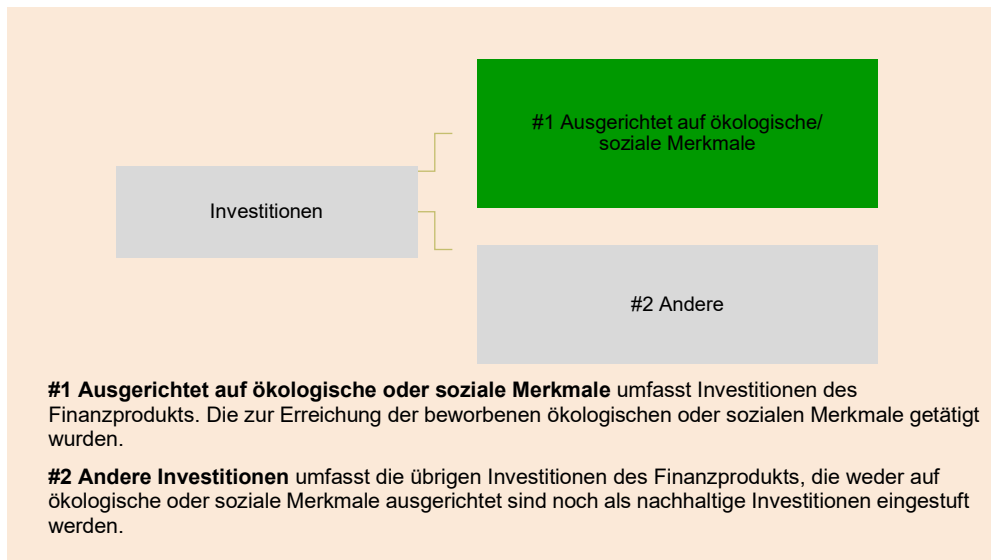 #1 Ausgerichtet auf ökologische/
soziale Merkmale
Investitionen
#2 Andere
#1 Ausgerichtet auf ökologische oder soziale Merkmale umfasst Investitionen des
Finanzprodukts. Die zur Erreichung der beworbenen ökologischen oder sozialen Merkmale getätigt
wurden.
#2 Andere Investitionen umfasst die übrigen Investitionen des Finanzprodukts, die weder auf
ökologische oder soziale Merkmale ausgerichtet sind noch als nachhaltige Investitionen eingestuft
werden.